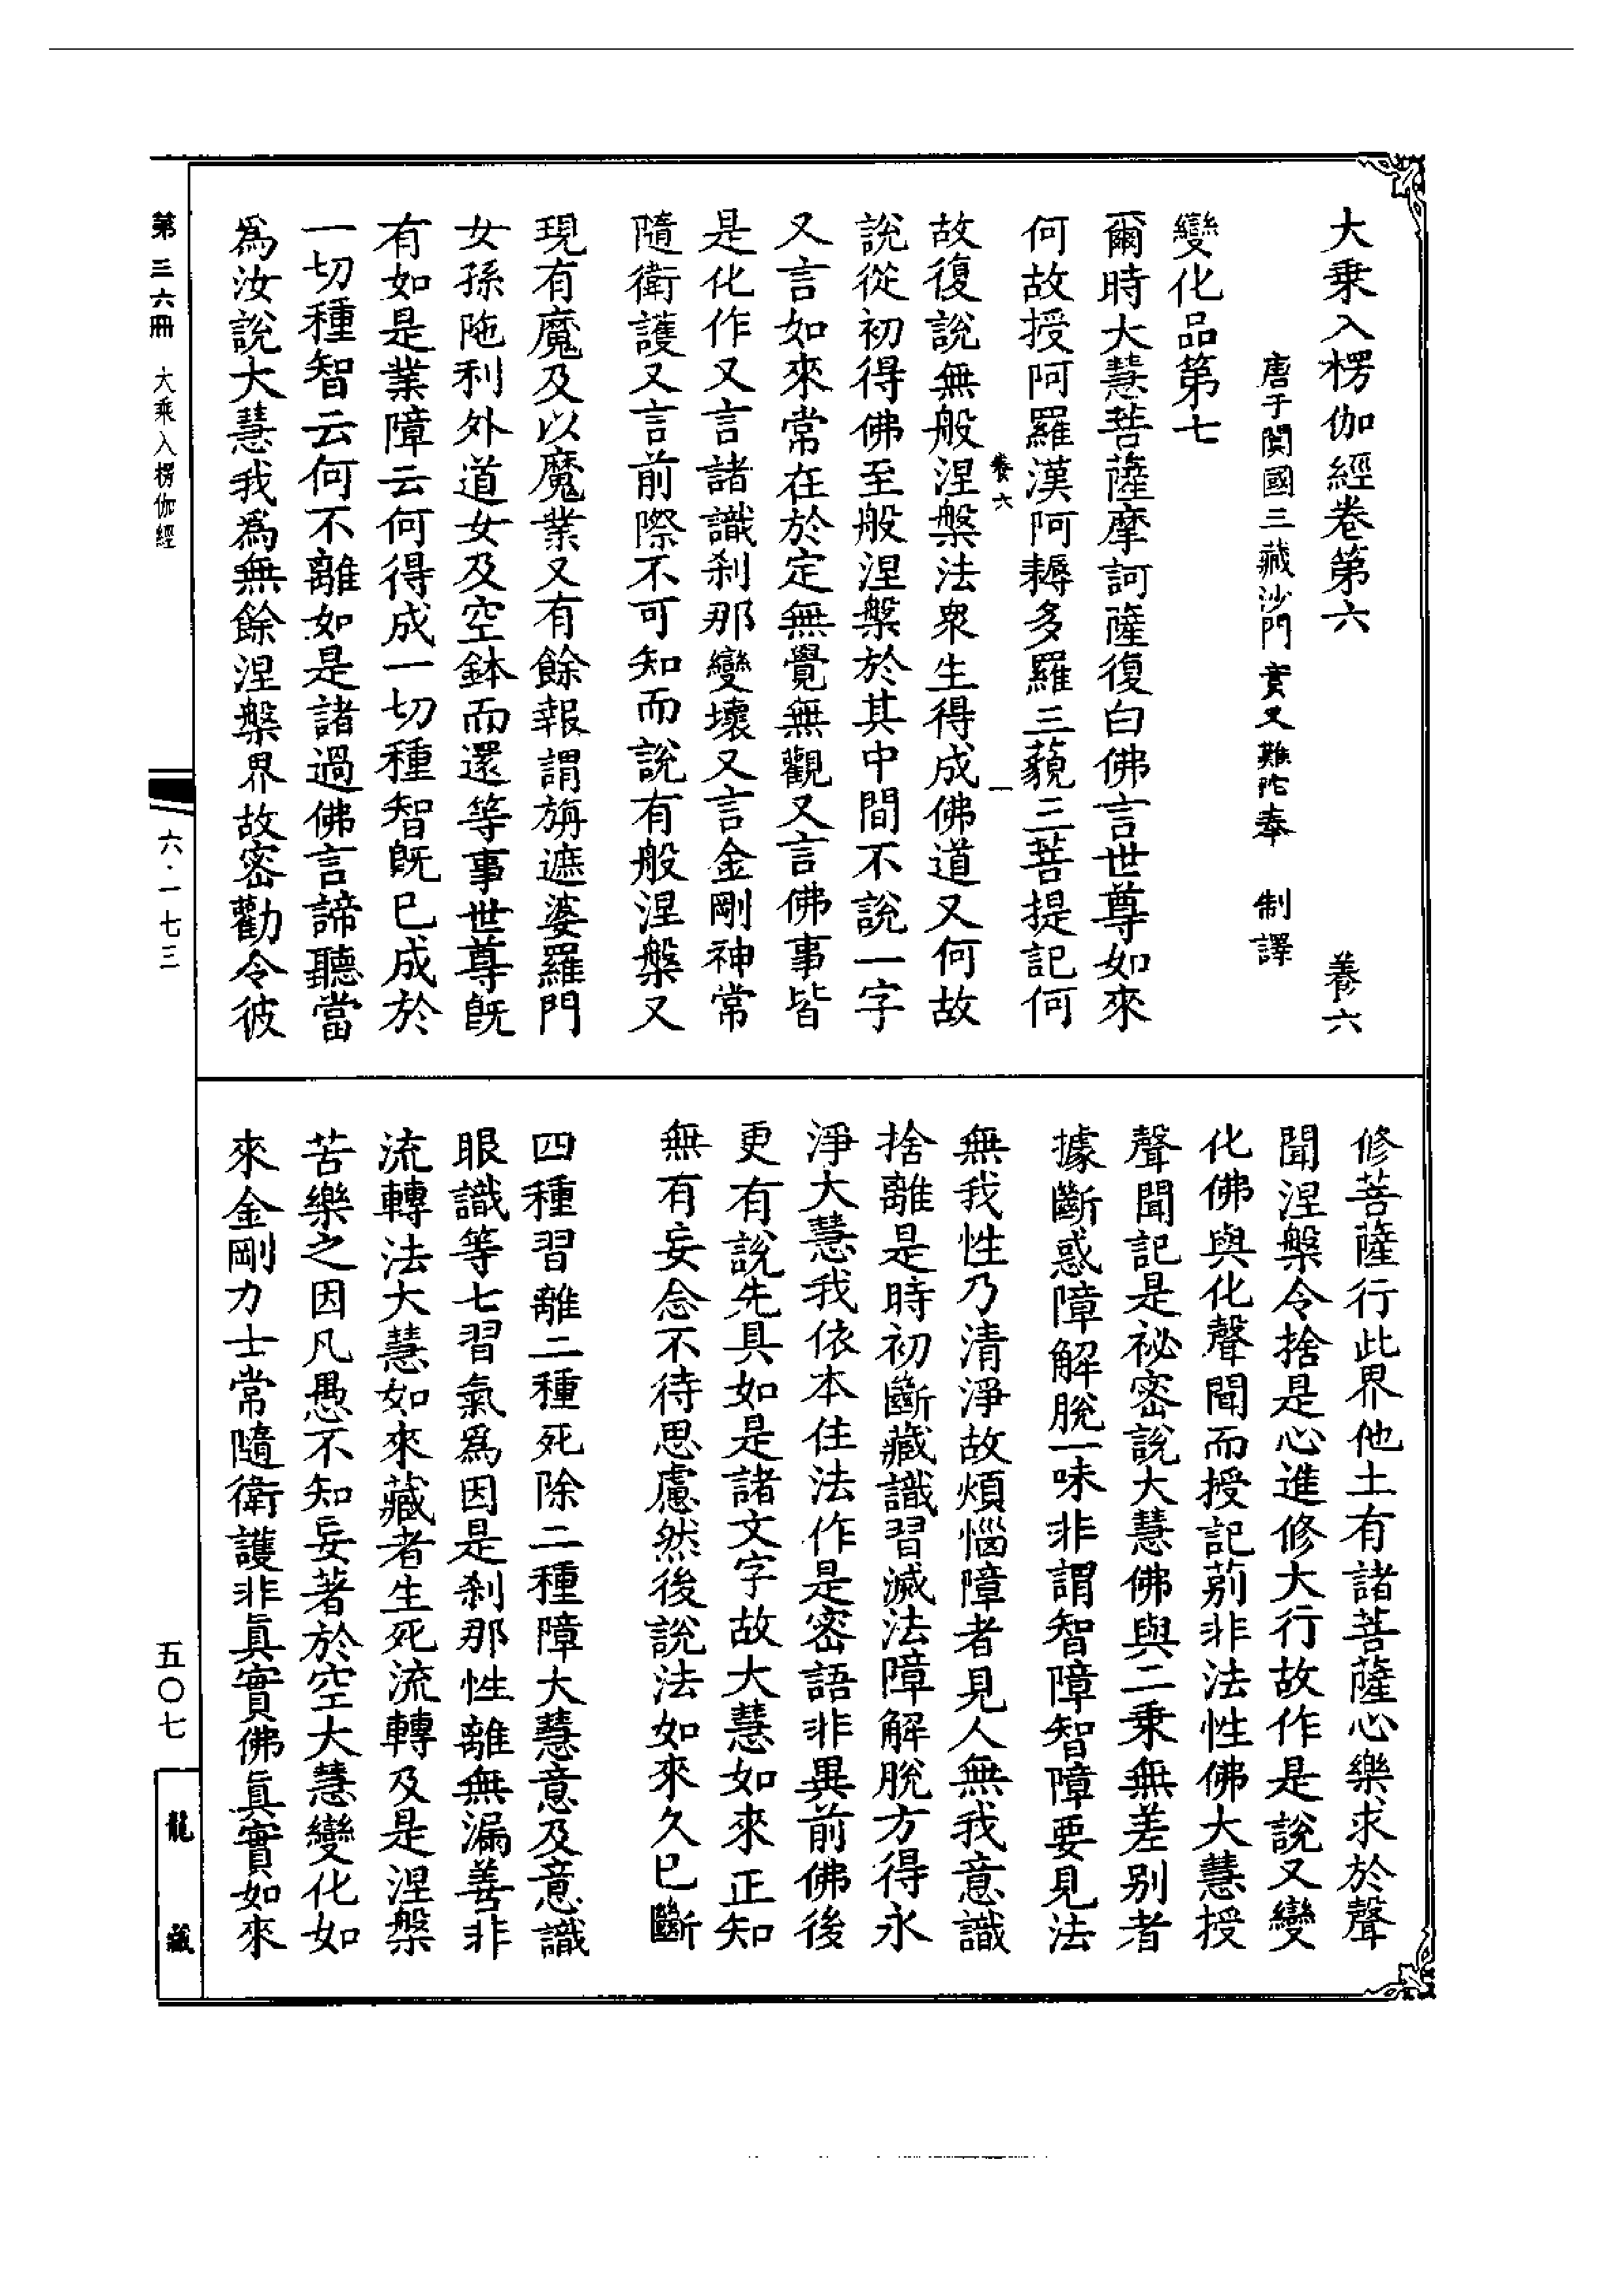 大乗入楞伽經卷第六 養六
唐于闐國三藏沙門實叉難陀奉 制譯
變化品第七
爾時大慧菩薩摩訶薩復白佛言世尊如來
何故授阿羅漢阿耨多羅三藐三菩提記何
養六 一
故復說無般涅槃法衆生得成佛道又何故
說從初得佛至般涅槃於其中間不說一字
又言如來常在於定無覺無觀又言佛事皆
是化作又言諸識刹那變壞又言金剛神常
隨衛護又言前際不可知而說有般涅槃又
現有魔及以魔業又有餘報謂旃遮婆羅門
女孫陁利外道女及空鉢而還等事世尊旣
有如是業障云何得成一切種智旣已成於
一切種智云何不離如是諸過佛言諦聽當
爲汝說大慧我爲無餘涅槃界故密勸令彼
修菩薩行此界他土有諸菩薩心樂求於聲
聞涅槃令捨是心進修大行故作是說又變
化佛與化聲聞而授記莂非法性佛大慧授
聲聞記是祕密說大慧佛與二乗無差别者
據斷惑障解脫一味非謂智障智障要見法
無我性乃清淨故煩惱障者見人無我意識
捨離是時初斷藏識習滅法障解脫方得永
淨大慧我依本住法作是密語非異前佛後
更有說先具如是諸文字故大慧如來正知
無有妄念不待思慮然後說法如來久已斷
四種習離二種死除二種障大慧意及意識
眼識等七習氣爲因是刹那性離無漏善非
流轉法大慧如來藏者生死流轉及是涅槃
苦樂之因凡愚不知妄著於空大慧變化如
來金剛力士常隨衛護非眞實佛眞實如來
第三六冊 大乘入楞伽經
六·一七三
五〇七
龍藏